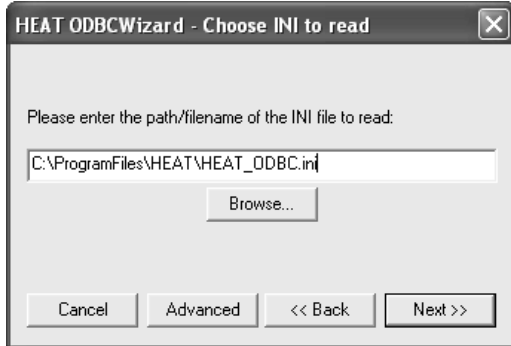 HEAT ODBCWizard - Choose INI to read
Please enter the path/filename of the INI file to read:
C:\ProgramFiles\HEAT\HEAT_ODBC.ini
Browse...
Cancel Advanced << Back Next >>